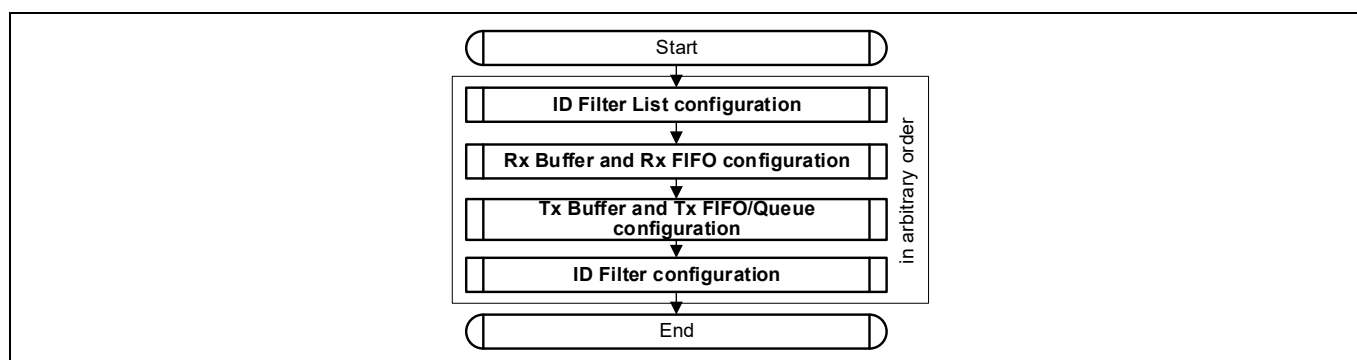 Start
ID Filter List configuration
Rx Buffer and Rx FIFO configuration
Tx Buffer and Tx FIFO/Queue
configuration
ID Filter configuration
in arbitrary order
End